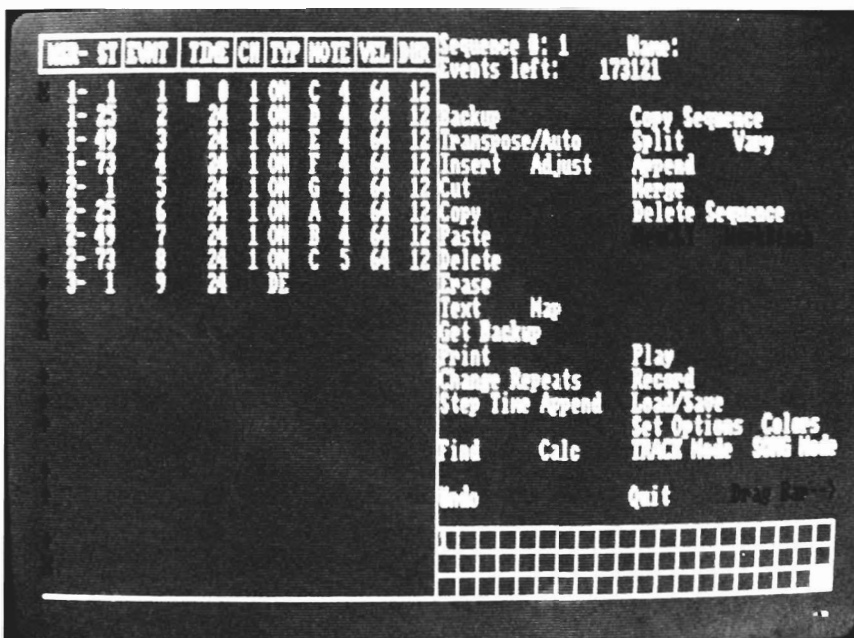 MSR- ST EVNT TIME CH TYP NOTE VEL DUR
1- 1 1 0 1 ON C 4 64 12
1- 25 2 24 1 ON D 4 64 12
1- 49 3 24 1 ON E 4 64 12
1- 73 4 24 1 ON F 4 64 12
2- 1 5 24 1 ON G 4 64 12
2- 25 6 24 1 ON A 4 64 12
2- 49 7 24 1 ON B 4 64 12
2- 73 8 24 1 ON C 5 64 12
3- 1 9 24 DE
Sequence #: 1 Name:
Events left: 173121
Backup Copy Sequence
Transpose/Auto Split Vary
Insert Adjust Append
Cut Merge
Copy Delete Sequence
Paste
Delete
Erase
Text Map
Get Backup
Print Play
Change Repeats Record
Step Time Append Load/Save
Set Options Colors
Find Calc TRACK Mode SONG Mode
Undo Quit Drag Bar-->
1